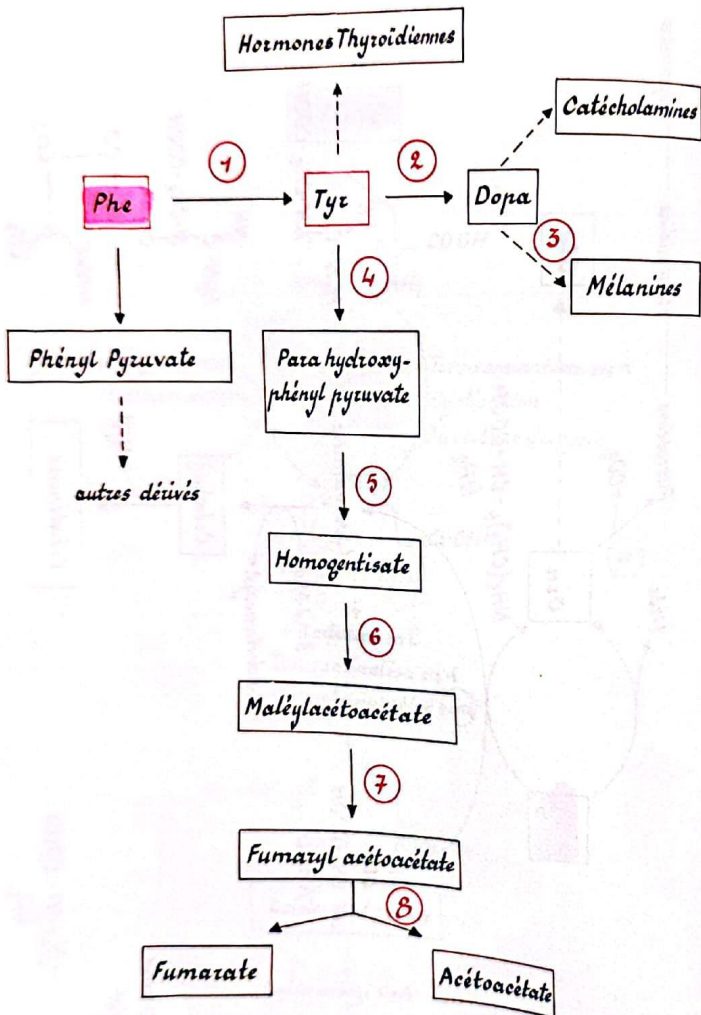 Hormones Thyroïdiennes
Catécholamines
1
2
Phe
Tyr
Dopa
3
4
Mélanines
Phényl Pyruvate
Para hydroxy-
phényl pyruvate
autres dérivés
5
Homogentisate
6
Maléylacétoacétate
7
Fumaryl acétoacétate
8
Fumarate
Acétoacétate